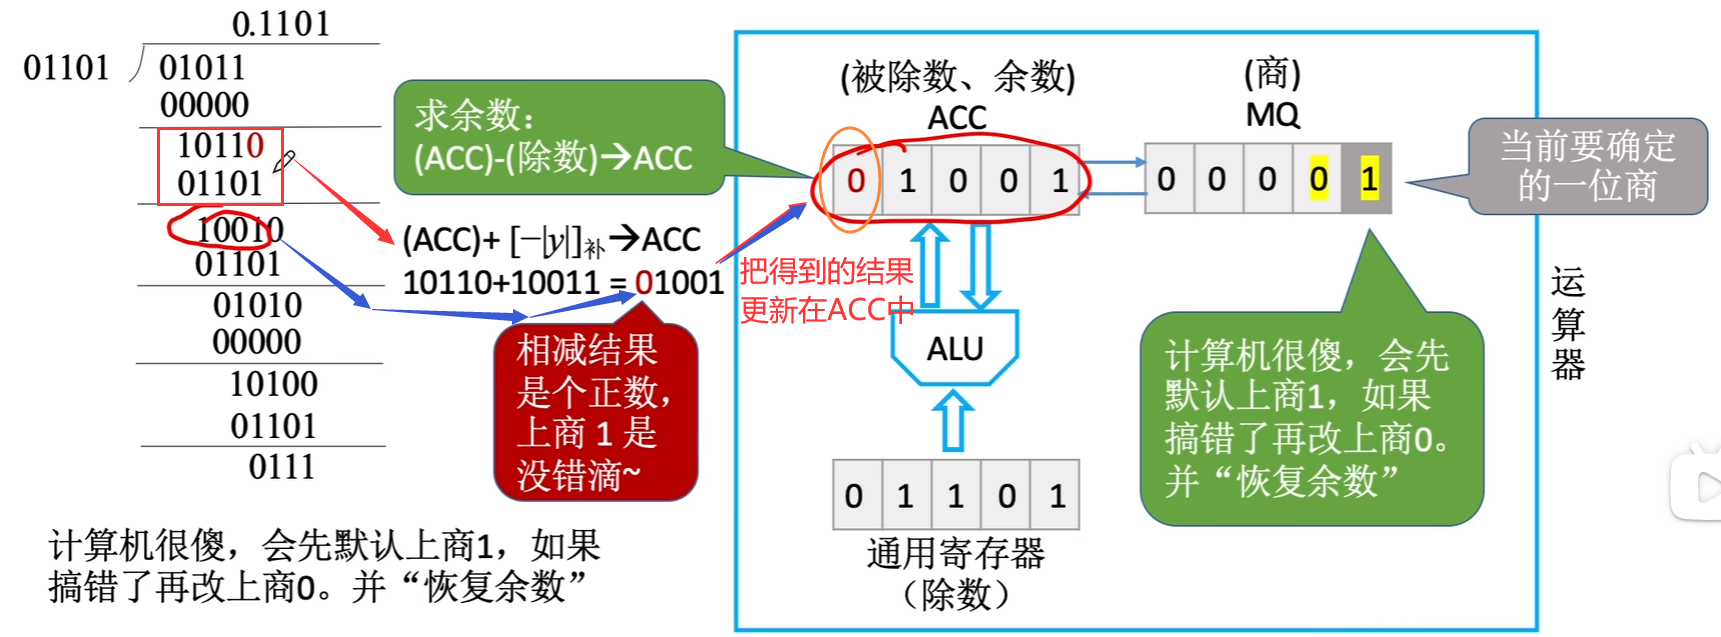 0.1101
01101
01011
00000
10110
01101
10010
01101
01010
00000
10100
01101
0111
计算机很傻，会先默认上商1，如果
搞错了再改上商0。并“恢复余数”
求余数：
(ACC)-(除数)→ACC
(ACC)+ [−|y|]补→ACC
10110+10011 = 01001
相减结果
是个正数，
上商 1 是
没错滴~
把得到的结果
更新在ACC中
(被除数、余数)
ACC
0 1 0 0 1
(商)
MQ
0 0 0 0 1
ALU
0 1 1 0 1
通用寄存器
（除数）
当前要确定
的一位商
计算机很傻，会先
默认上商1，如果
搞错了再改上商0。
并“恢复余数”
运
算
器